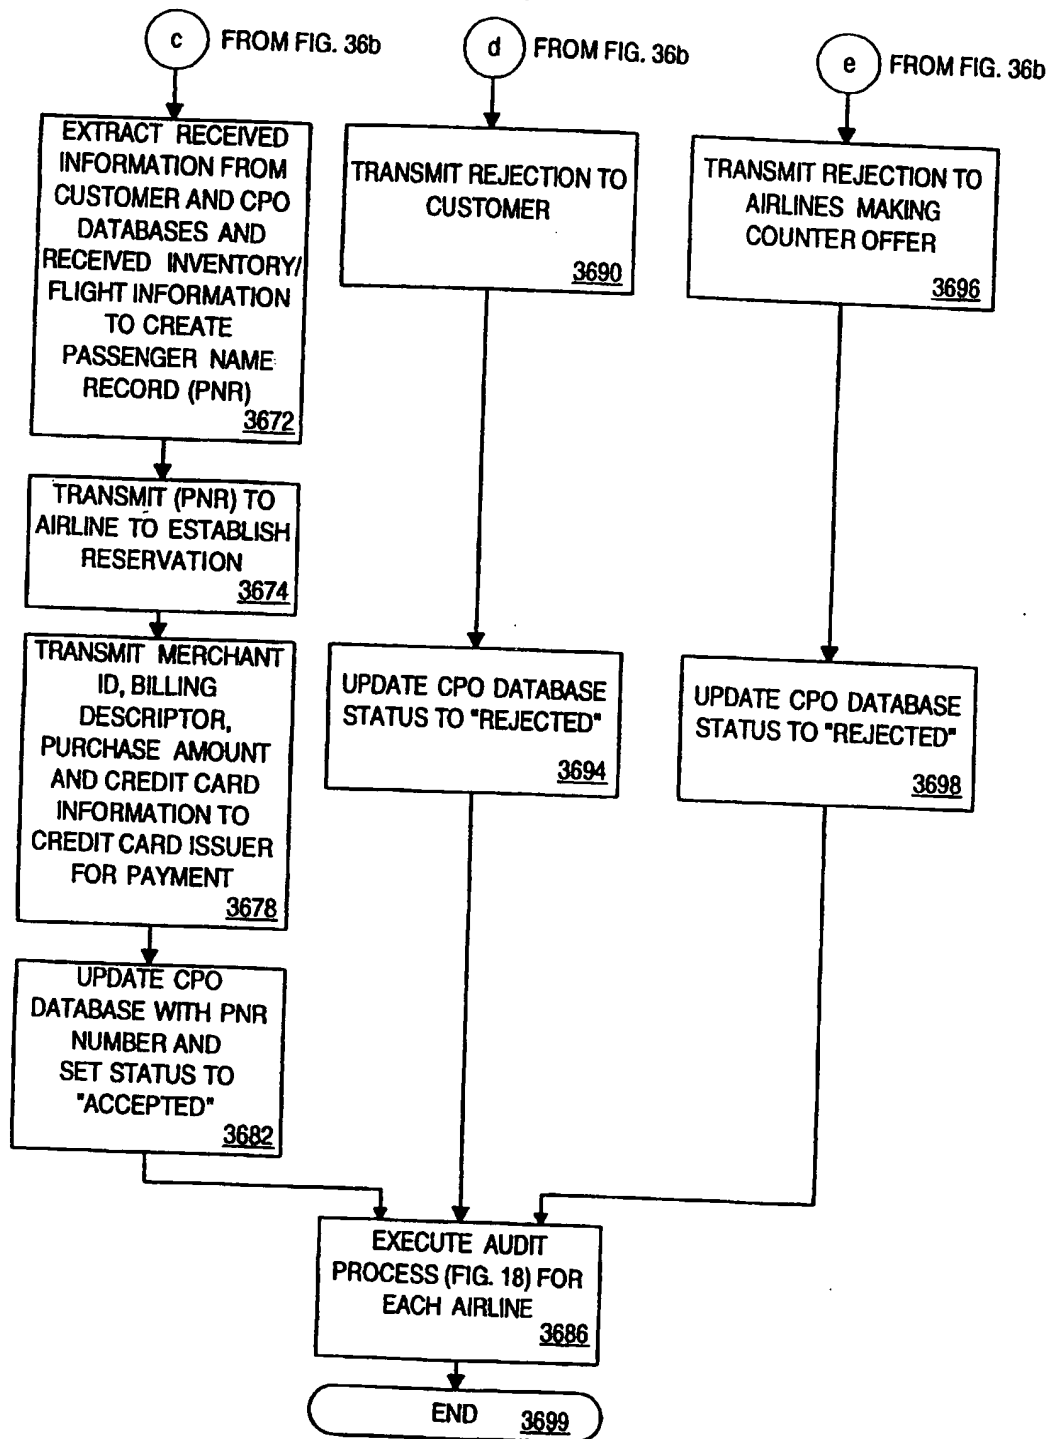 c FROM FIG. 36b
EXTRACT RECEIVED
INFORMATION FROM
CUSTOMER AND CPO
DATABASES AND
RECEIVED INVENTORY/
FLIGHT INFORMATION
TO CREATE
PASSENGER NAME
RECORD (PNR)
3672
TRANSMIT (PNR) TO
AIRLINE TO ESTABLISH
RESERVATION
3674
TRANSMIT MERCHANT
ID, BILLING
DESCRIPTOR,
PURCHASE AMOUNT
AND CREDIT CARD
INFORMATION TO
CREDIT CARD ISSUER
FOR PAYMENT
3678
UPDATE CPO
DATABASE WITH PNR
NUMBER AND
SET STATUS TO
"ACCEPTED"
3682
d FROM FIG. 36b
TRANSMIT REJECTION TO
CUSTOMER
3690
UPDATE CPO DATABASE
STATUS TO "REJECTED"
3694
e FROM FIG. 36b
TRANSMIT REJECTION TO
AIRLINES MAKING
COUNTER OFFER
3696
UPDATE CPO DATABASE
STATUS TO "REJECTED"
3698
EXECUTE AUDIT
PROCESS (FIG. 18) FOR
EACH AIRLINE
3686
END 3699